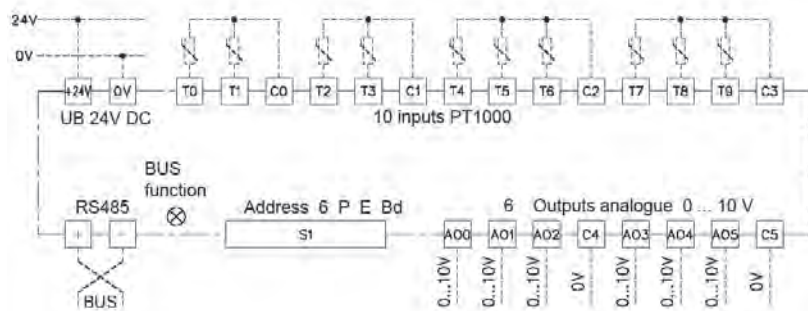 24V
0V
+24V 0V T0 T1 C0 T2 T3 C1 T4 T5 T6 C2 T7 T8 T9 C3
UB 24V DC 10 inputs PT1000
BUS
function
RS485 Address 6 P E Bd 6 Outputs analogue 0 ... 10 V
+ - S1 AO0 AO1 AO2 C4 AO3 AO4 AO5 C5
0...10V 0...10V 0...10V 0V 0...10V 0...10V 0...10V 0V
BUS